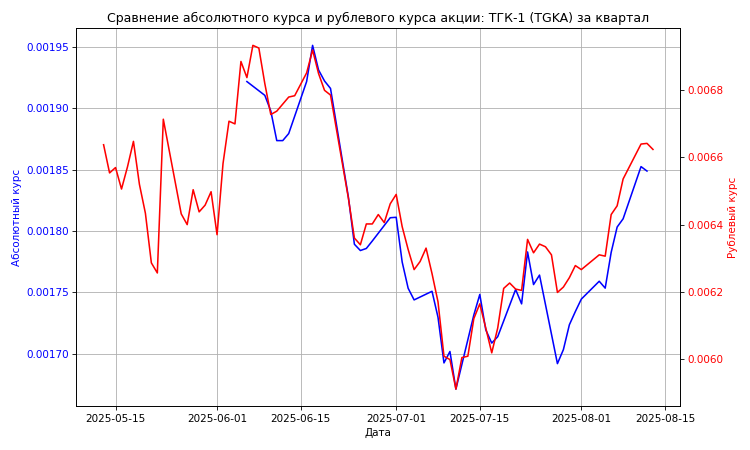 Сравнение абсолютного курса и рублевого курса акции: ТГК-1 (TGKA) за квартал
0.00195
0.00190
0.00185
0.00180
0.00175
0.00170
Абсолютный курс
0.0068
0.0066
0.0064
0.0062
0.0060
Рублевый курс
2025-05-15 2025-06-01 2025-06-15 2025-07-01 2025-07-15 2025-08-01 2025-08-15
Дата